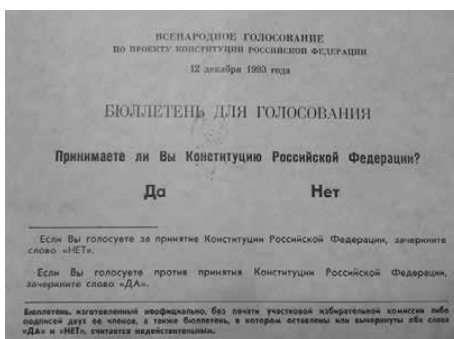 ВСЕНАРОДНОЕ ГОЛОСОВАНИЕ
ПО ПРОЕКТУ КОНСТИТУЦИИ РОССИЙСКОЙ ФЕДЕРАЦИИ
12 декабря 1993 года
БЮЛЛЕТЕНЬ ДЛЯ ГОЛОСОВАНИЯ
Принимаете ли Вы Конституцию Российской Федерации?
Да Нет
Если Вы голосуете за принятие Конституции Российской Федерации, зачеркните
слово «НЕТ».
Если Вы голосуете против принятия Конституции Российской Федерации,
зачеркните слово «ДА».
Бюллетень, изготовленный неофициально, без печати участковой избирательной комиссии либо
подписей двух ее членов, а также бюллетень, в котором оставлены или вычеркнуты оба слова
«ДА» и «НЕТ», считается недействительным.